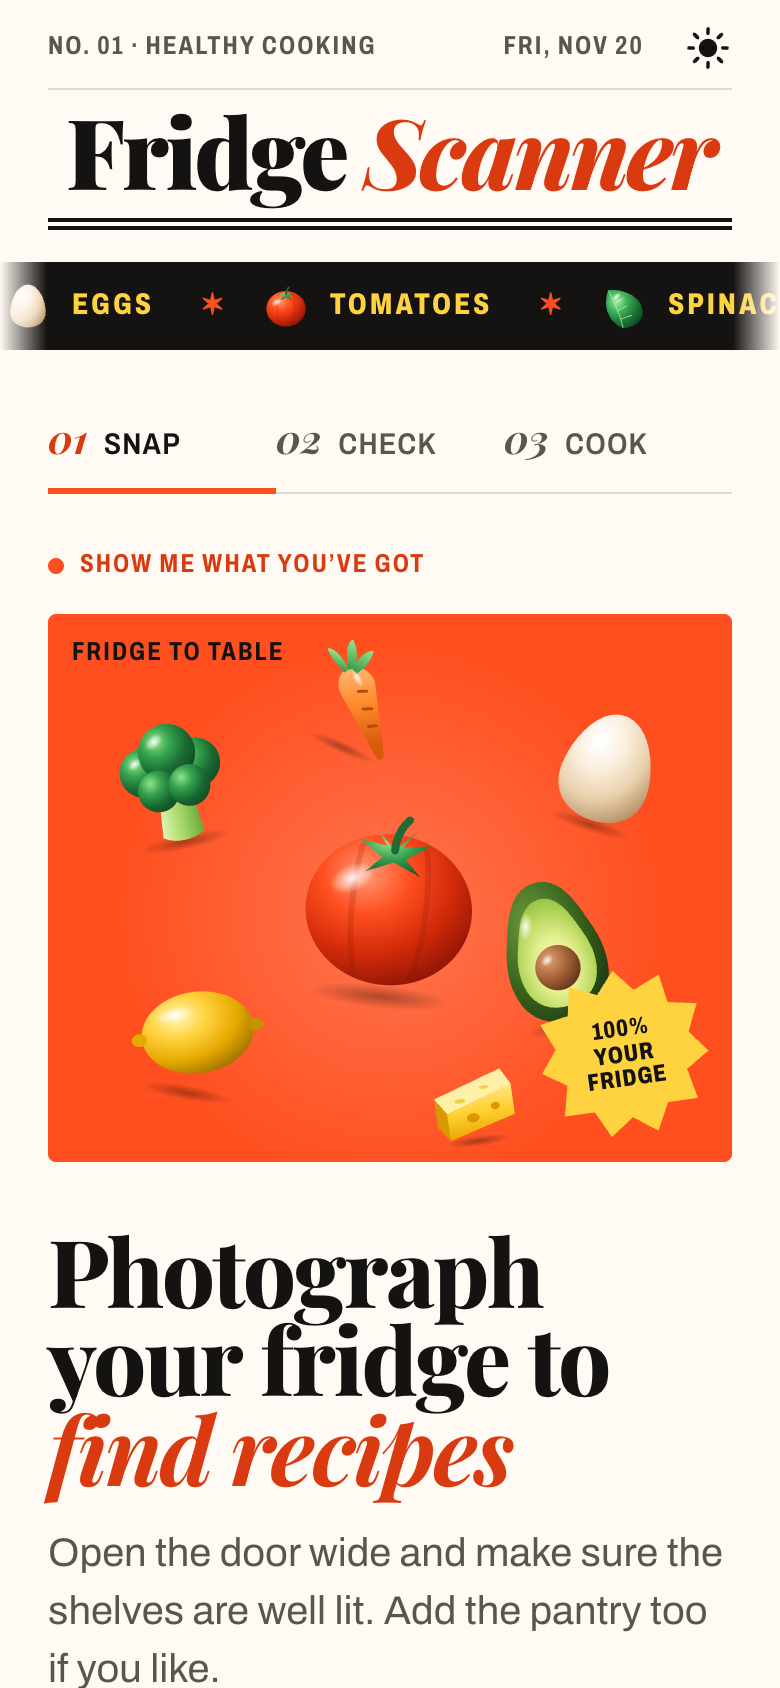 NO. 01 · HEALTHY COOKING
FRI, NOV 20
Fridge Scanner
EGGS ✶ TOMATOES ✶ SPINAC
01 SNAP
02 CHECK
03 COOK
SHOW ME WHAT YOU’VE GOT
FRIDGE TO TABLE
100%
YOUR
FRIDGE
Photograph
your fridge to
find recipes
Open the door wide and make sure the
shelves are well lit. Add the pantry too
if you like.